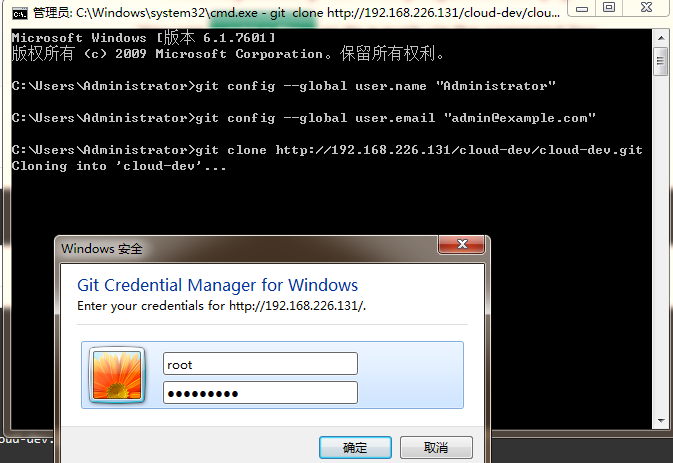 管理员: C:\Windows\system32\cmd.exe - git clone http://192.168.226.131/cloud-dev/clou...
Microsoft Windows [版本 6.1.7601]
版权所有 (c) 2009 Microsoft Corporation。保留所有权利。
C:\Users\Administrator>git config --global user.name "Administrator"
C:\Users\Administrator>git config --global user.email "admin@example.com"
C:\Users\Administrator>git clone http://192.168.226.131/cloud-dev/cloud-dev.git
Cloning into 'cloud-dev'...
Windows 安全
Git Credential Manager for Windows
Enter your credentials for http://192.168.226.131/.
root
●●●●●●●●●
确定 取消
loud-dev.